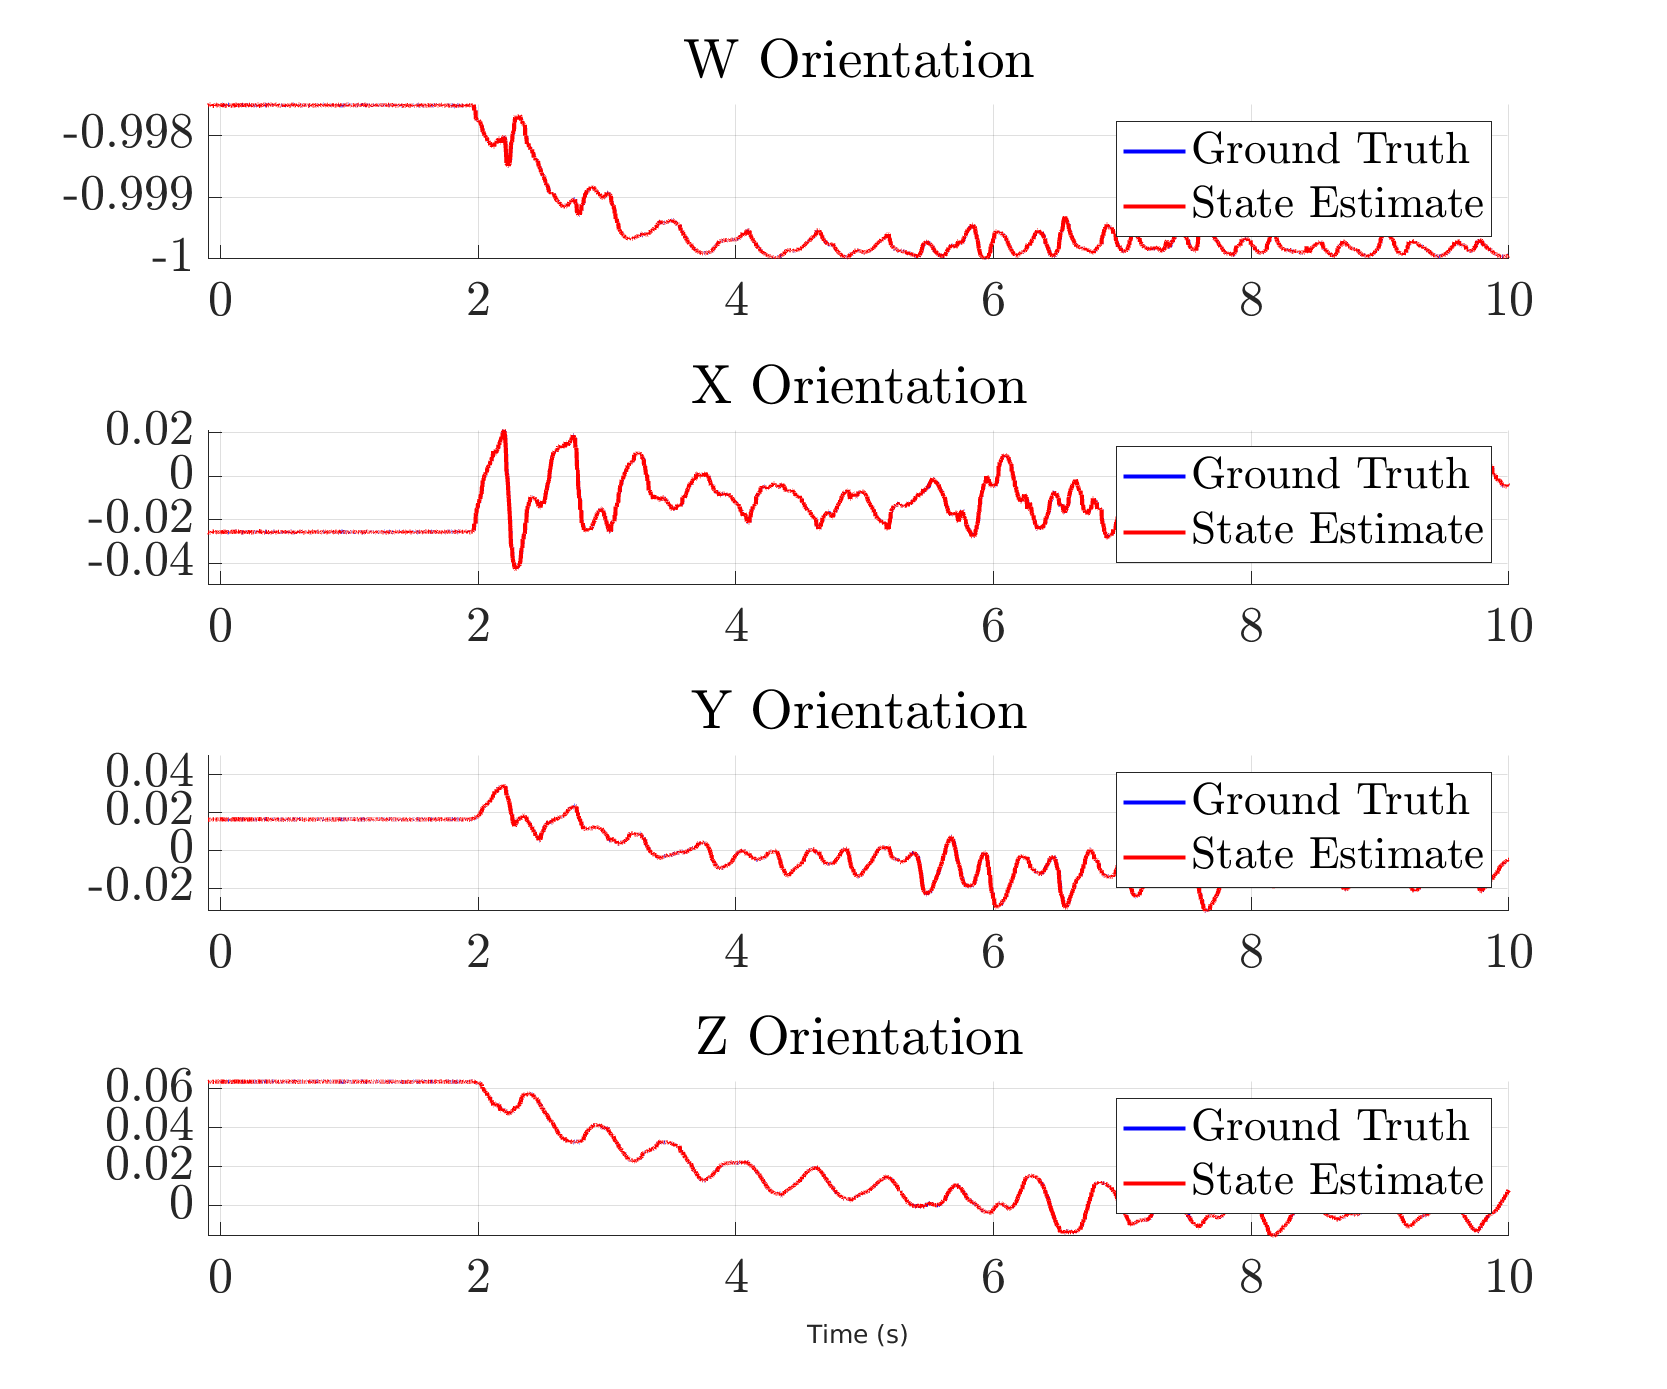 W Orientation
-0.998
-0.999
-1
Ground Truth
State Estimate
0 2 4 6 8 10
X Orientation
0.02
0
-0.02
-0.04
Ground Truth
State Estimate
0 2 4 6 8 10
Y Orientation
0.04
0.02
0
-0.02
Ground Truth
State Estimate
0 2 4 6 8 10
Z Orientation
0.06
0.04
0.02
0
Ground Truth
State Estimate
0 2 4 6 8 10
Time (s)